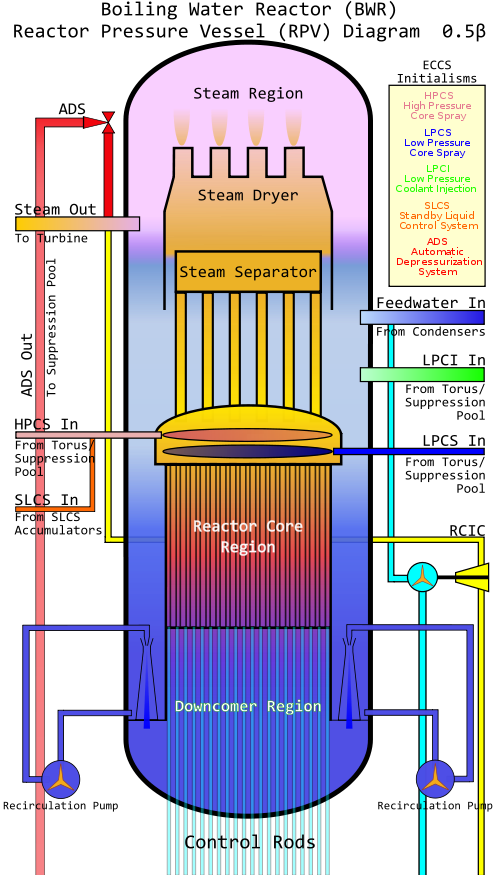 Boiling Water Reactor (BWR)
Reactor Pressure Vessel (RPV) Diagram  0.5β
ECCS
Initialisms
HPCS
High Pressure
Core Spray
LPCS
Low Pressure
Core Spray
LPCI
Low Pressure
Coolant Injection
SLCS
Standby Liquid
Control System
ADS
Automatic
Depressurization
System
Steam Region
ADS
Steam Dryer
Steam Out
To Turbine
Steam Separator
ADS Out
To Suppression Pool
Feedwater In
From Condensers
LPCI In
From Torus/
Suppression
Pool
HPCS In
From Torus/
Suppression
Pool
LPCS In
From Torus/
Suppression
Pool
SLCS In
From SLCS
Accumulators
Reactor Core
Region
RCIC
Downcomer Region
Recirculation Pump
Recirculation Pump
Control Rods